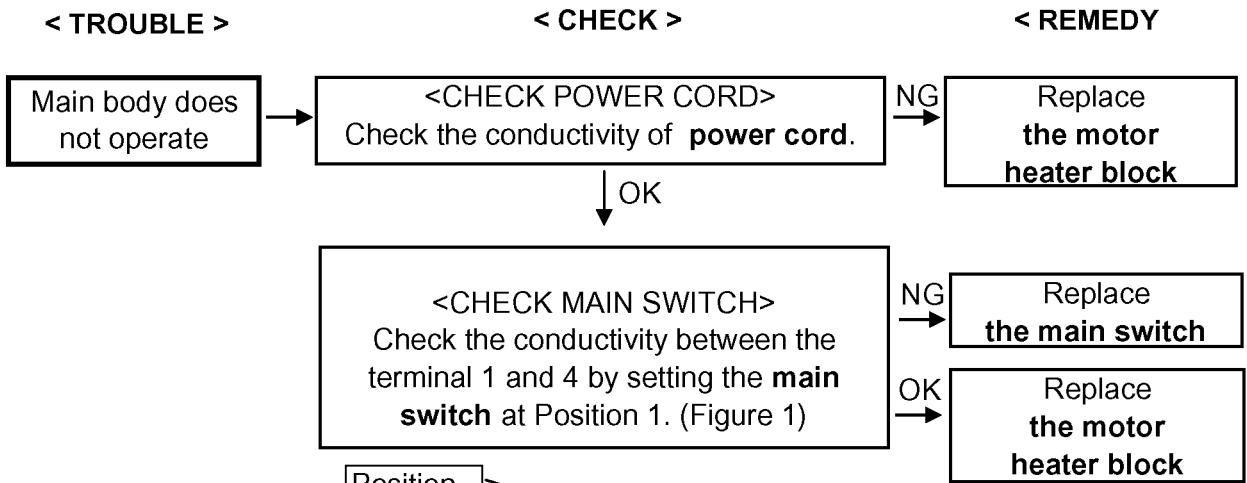 < TROUBLE >
< CHECK >
< REMEDY
Main body does
not operate
<CHECK POWER CORD>
Check the conductivity of power cord.
NG
Replace
the motor
heater block
OK
<CHECK MAIN SWITCH>
Check the conductivity between the
terminal 1 and 4 by setting the main
switch at Position 1. (Figure 1)
NG
Replace
the main switch
OK
Replace
the motor
heater block
Position